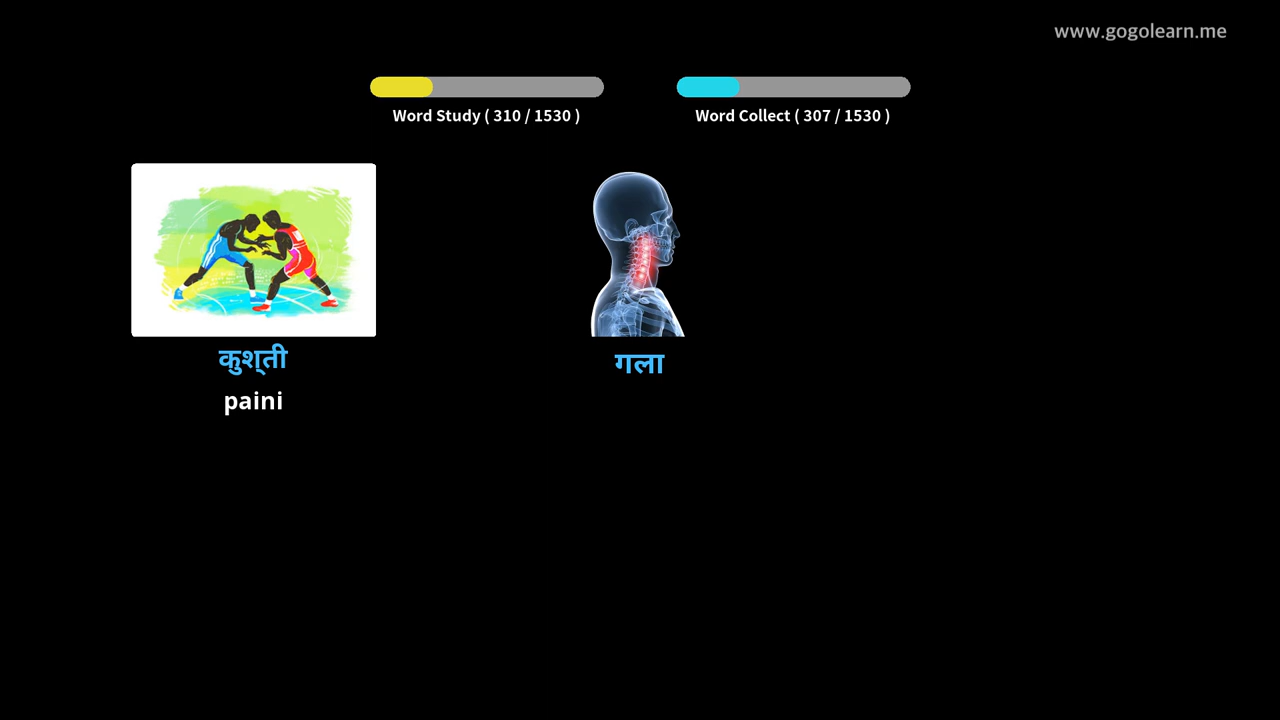 www.gogolearn.me
Word Study ( 310 / 1530 )
Word Collect ( 307 / 1530 )
कुश्ती
paini
गला